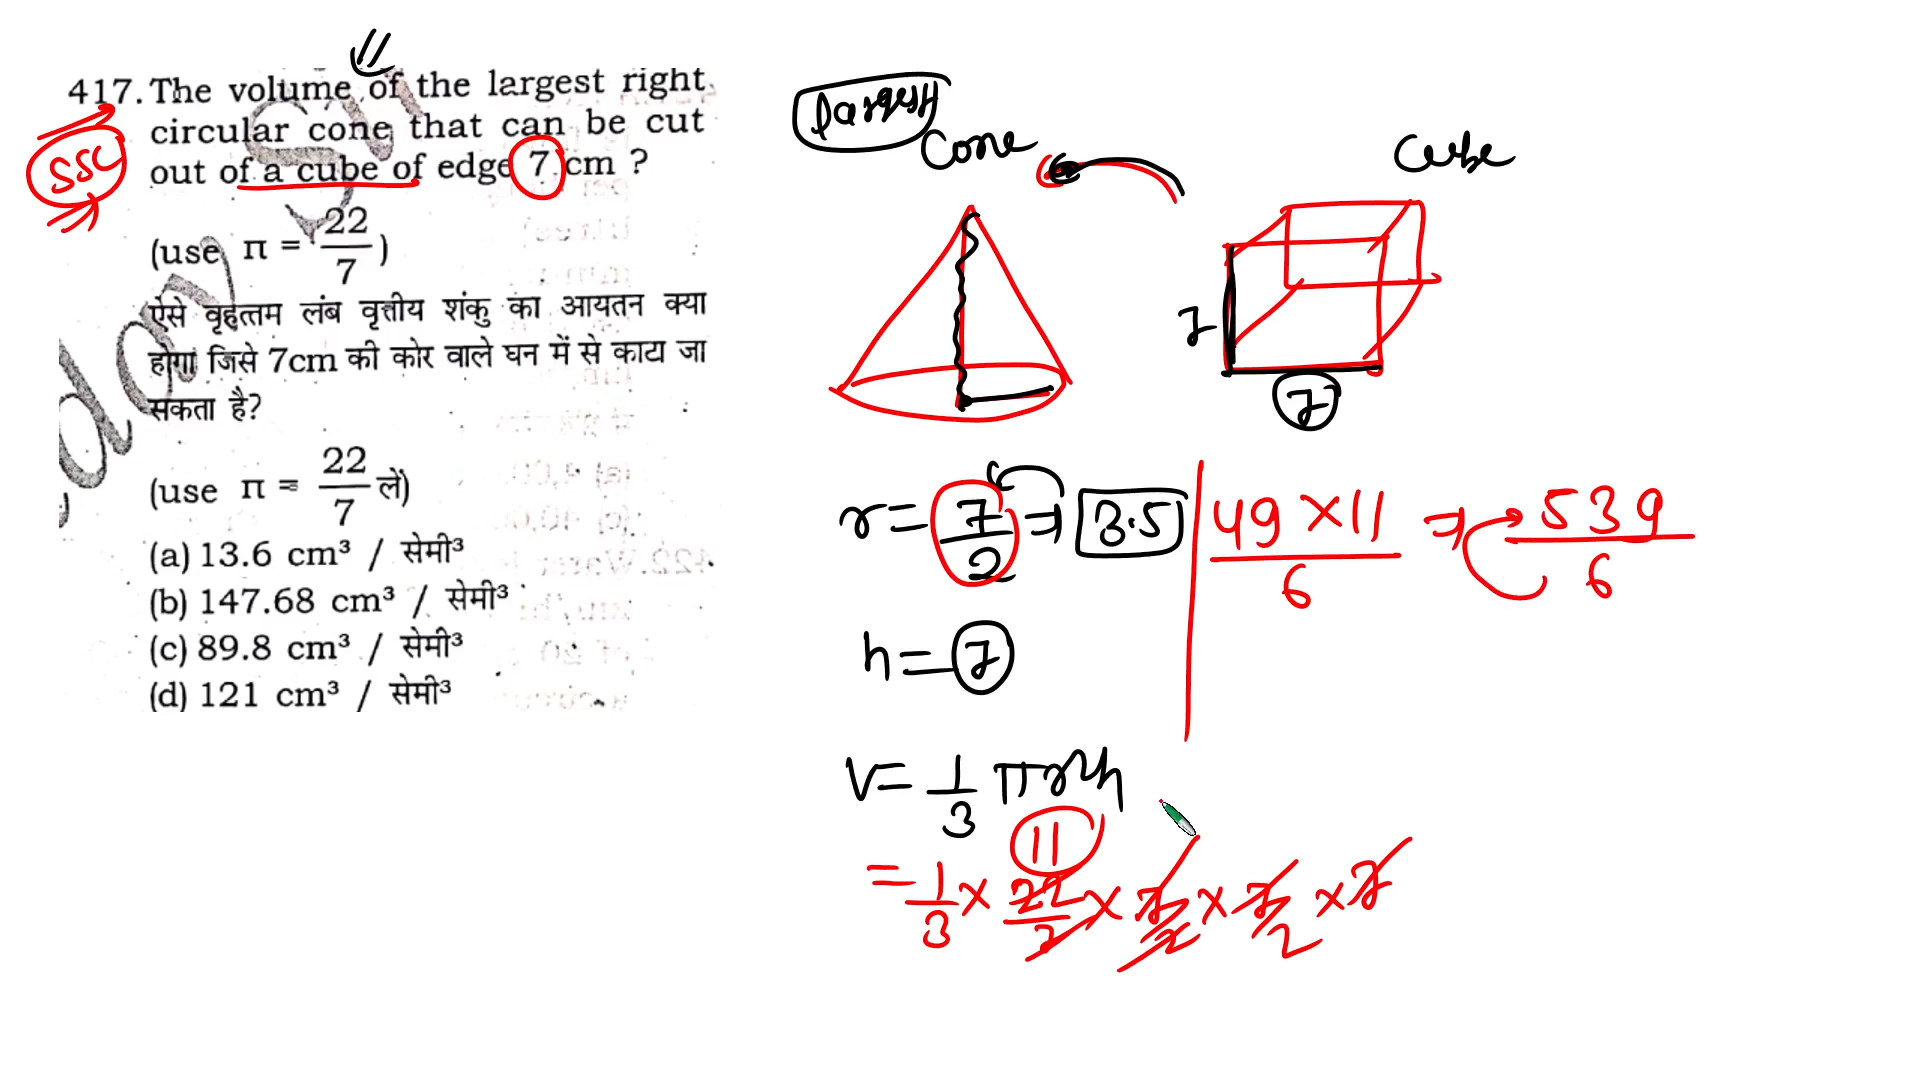 417. The volume of the largest right
circular cone that can be cut
out of a cube of edge 7 cm ?
(use π = 22/7)
ऐसे वृहत्तम लंब वृत्तीय शंकु का आयतन क्या
होगा जिसे 7cm की कोर वाले घन में से काटा जा
सकता है?
(use π = 22/7 लें)
(a) 13.6 cm³ / सेमी³
(b) 147.68 cm³ / सेमी³
(c) 89.8 cm³ / सेमी³
(d) 121 cm³ / सेमी³
SSC
largest
Cone
Cube
7
7
r = 7/2 ⇒ 3.5
h = 7
V = 1/3 πr²h
11
= 1/3 × 22/7 × 7/2 × 7/2 × 7
49 × 11 / 6 ⇒ 539 / 6